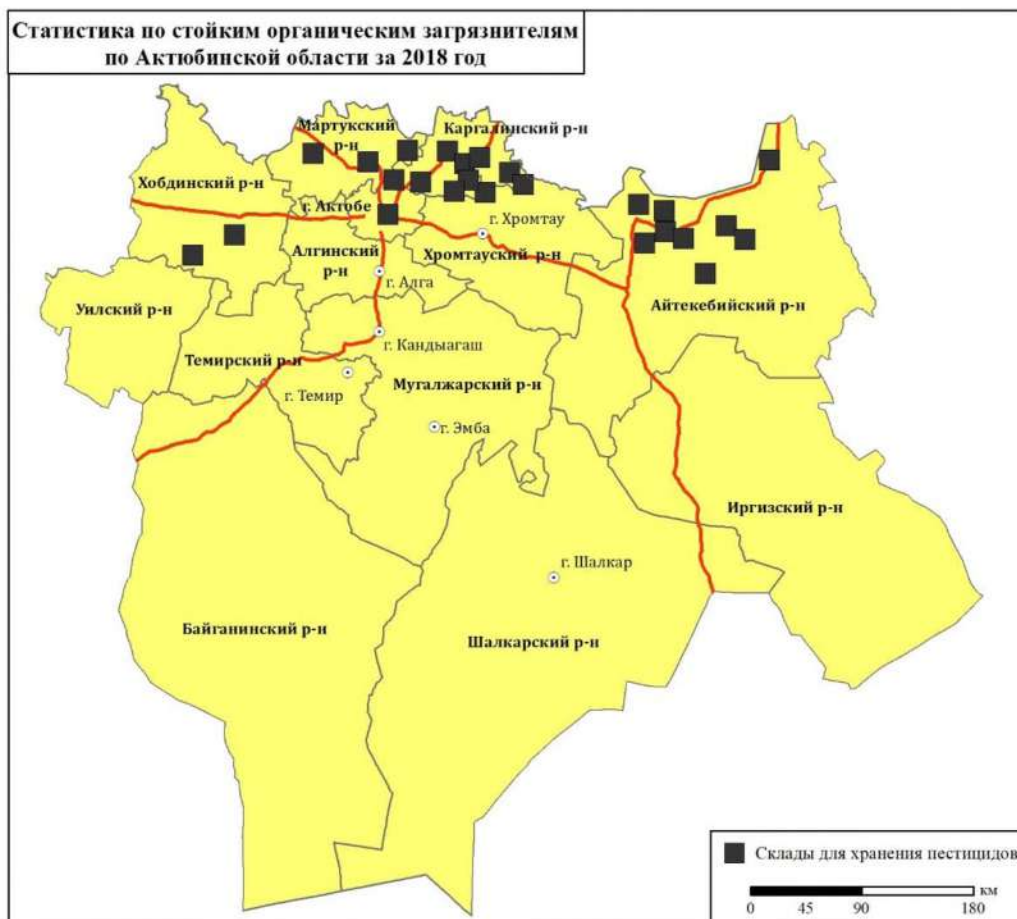 Статистика по стойким органическим загрязнителям
по Актюбинской области за 2018 год
Мартукский
р-н
Каргалинский р-н
Хобдинский р-н
г. Актобе
г. Хромтау
Алгинский
р-н
Хромтауский р-н
г. Алга
Айтекебийский р-н
Уилский р-н
г. Кандыагаш
Темирский р-н
Мугалжарский р-н
г. Темир
г. Эмба
Иргизский р-н
г. Шалкар
Байганинский р-н
Шалкарский р-н
Склады для хранения пестицидов
км
0 45 90 180